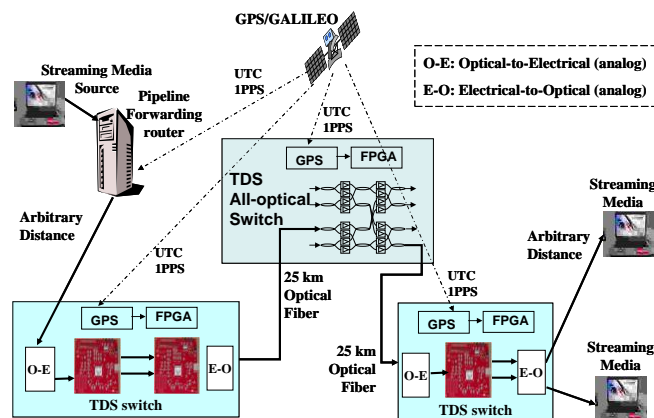 GPS/GALILEO
O-E: Optical-to-Electrical (analog)
E-O: Electrical-to-Optical (analog)
Streaming Media
Source
Pipeline
Forwarding
router
UTC
1PPS
UTC
1PPS
GPS
FPGA
TDS
All-optical
Switch
Streaming
Media
Arbitrary
Distance
Arbitrary
Distance
UTC
1PPS
25 km
Optical
Fiber
UTC
1PPS
GPS
FPGA
O-E
E-O
TDS switch
25 km
Optical
Fiber
GPS
FPGA
O-E
E-O
TDS switch
Streaming
Media